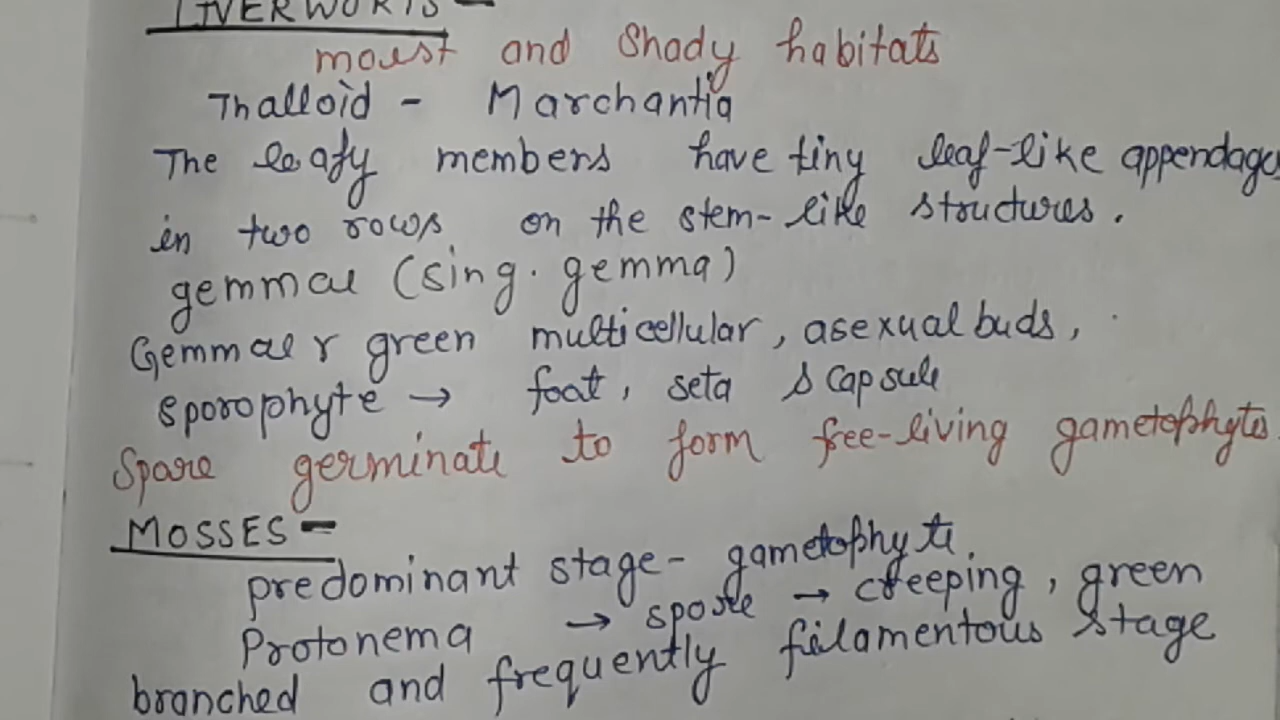 LIVERWORTS -
moist and Shady habitats
Thalloid - Marchantia
The leafy members have tiny leaf-like appendages
in two rows on the stem-like structures.
gemmae (sing. gemma)
Gemmae r green multicellular, asexual buds,
sporophyte → foot, seta & capsule
Spore germinate to form free-living gametophytes.
MOSSES -
predominant stage - gametophyte.
Protonema → spore → creeping, green
branched and frequently filamentous stage